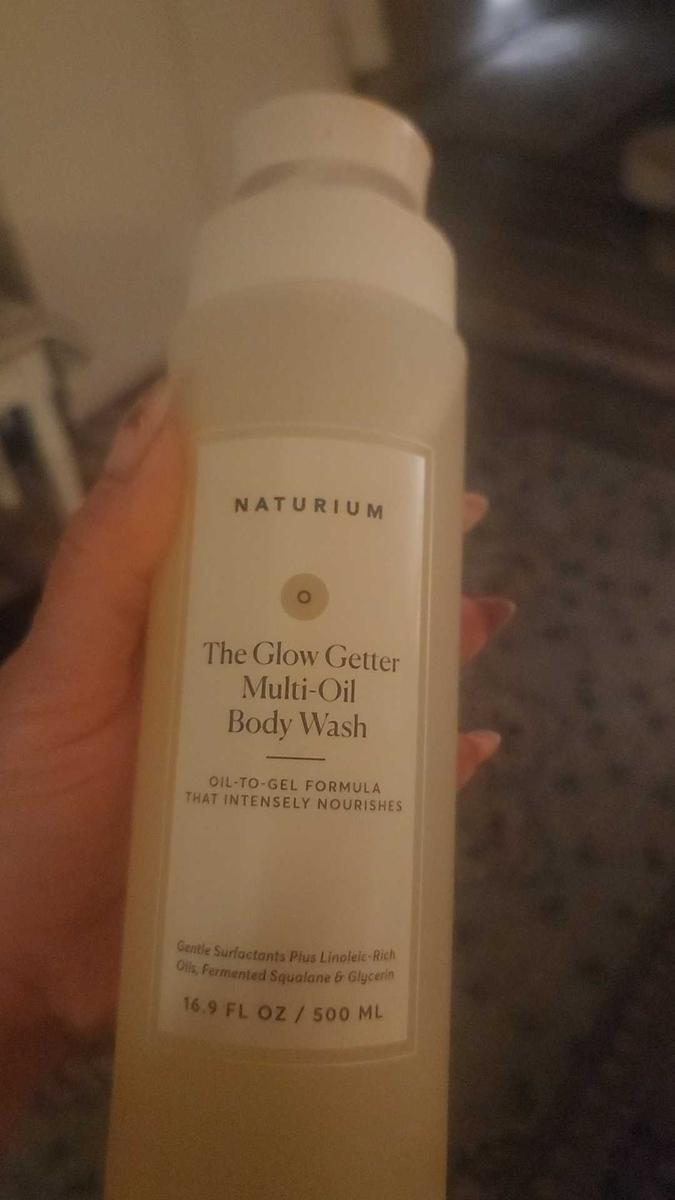 NATURIUM
The Glow Getter
Multi-Oil
Body Wash
OIL-TO-GEL FORMULA
THAT INTENSELY NOURISHES
Gentle Surfactants Plus Linoleic-Rich
Oils, Fermented Squalane & Glycerin
16.9 FL OZ / 500 ML